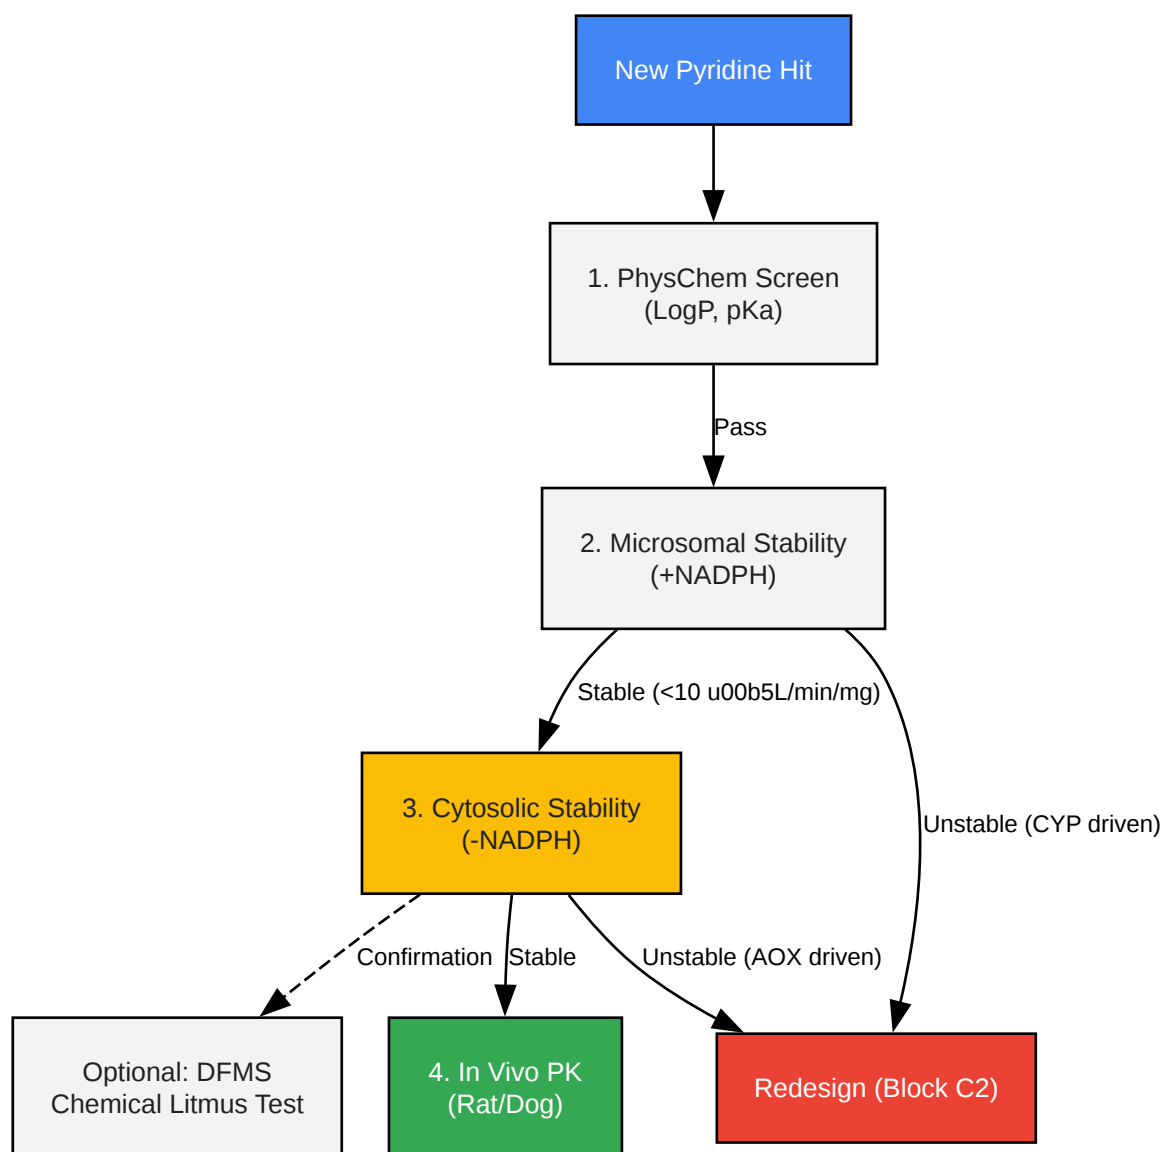 New Pyridine Hit
1. PhysChem Screen
(LogP, pKa)
Pass
2. Microsomal Stability
(+NADPH)
Stable (<10 u00b5L/min/mg)
3. Cytosolic Stability
(-NADPH)
Unstable (CYP driven)
Confirmation
Stable
Unstable (AOX driven)
Optional: DFMS
Chemical Litmus Test
4. In Vivo PK
(Rat/Dog)
Redesign (Block C2)